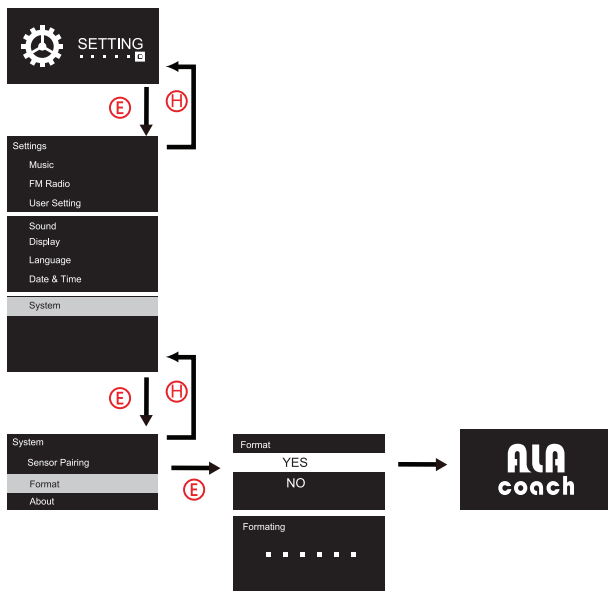 SETTING
C
E
H
Settings
Music
FM Radio
User Setting
Sound
Display
Language
Date & Time
System
E
H
System
Sensor Pairing
Format
About
E
Format
YES
NO
Formating
ALA
coach